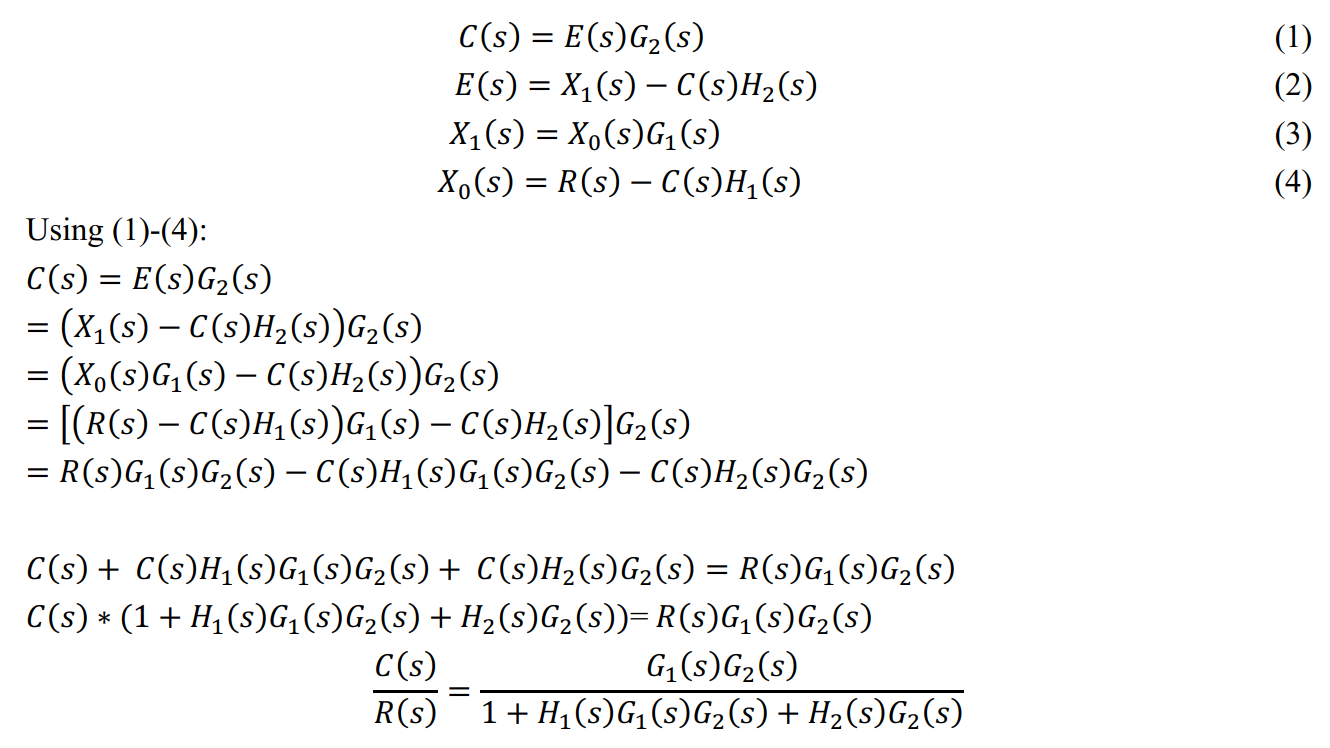 C(s) = E(s)G₂(s) (1)
E(s) = X₁(s) − C(s)H₂(s) (2)
X₁(s) = X₀(s)G₁(s) (3)
X₀(s) = R(s) − C(s)H₁(s) (4)
Using (1)-(4):
C(s) = E(s)G₂(s)
= (X₁(s) − C(s)H₂(s))G₂(s)
= (X₀(s)G₁(s) − C(s)H₂(s))G₂(s)
= [(R(s) − C(s)H₁(s))G₁(s) − C(s)H₂(s)]G₂(s)
= R(s)G₁(s)G₂(s) − C(s)H₁(s)G₁(s)G₂(s) − C(s)H₂(s)G₂(s)
C(s) + C(s)H₁(s)G₁(s)G₂(s) + C(s)H₂(s)G₂(s) = R(s)G₁(s)G₂(s)
C(s) ∗ (1 + H₁(s)G₁(s)G₂(s) + H₂(s)G₂(s))= R(s)G₁(s)G₂(s)
C(s)/R(s) = G₁(s)G₂(s)/(1 + H₁(s)G₁(s)G₂(s) + H₂(s)G₂(s))